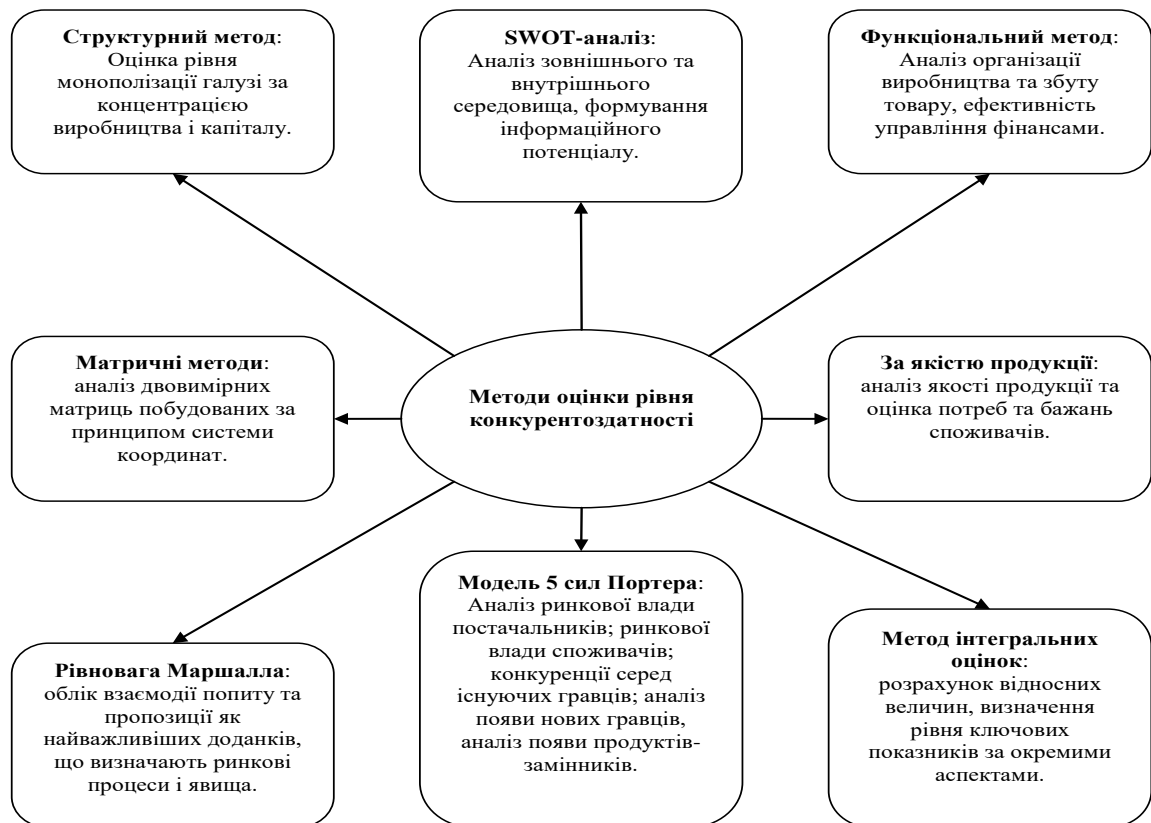 Структурний метод:
Оцінка рівня
монополізації галузі за
концентрацією
виробництва і капіталу.
SWOT-аналіз:
Аналіз зовнішнього та
внутрішнього
середовища, формування
інформаційного
потенціалу.
Функціональний метод:
Аналіз організації
виробництва та збуту
товару, ефективність
управління фінансами.
Матричні методи:
аналіз двовимірних
матриць побудованих за
принципом системи
координат.
Методи оцінки рівня
конкурентоздатності
За якістю продукції:
аналіз якості продукції та
оцінка потреб та бажань
споживачів.
Рівновага Маршалла:
облік взаємодії попиту та
пропозиції як
найважливіших доданків,
що визначають ринкові
процеси і явища.
Модель 5 сил Портера:
Аналіз ринкової влади
постачальників; ринкової
влади споживачів;
конкуренції серед
існуючих гравців; аналіз
появи нових гравців,
аналіз появи продуктів-
замінників.
Метод інтегральних
оцінок:
розрахунок відносних
величин, визначення
рівня ключових
показників за окремими
аспектами.